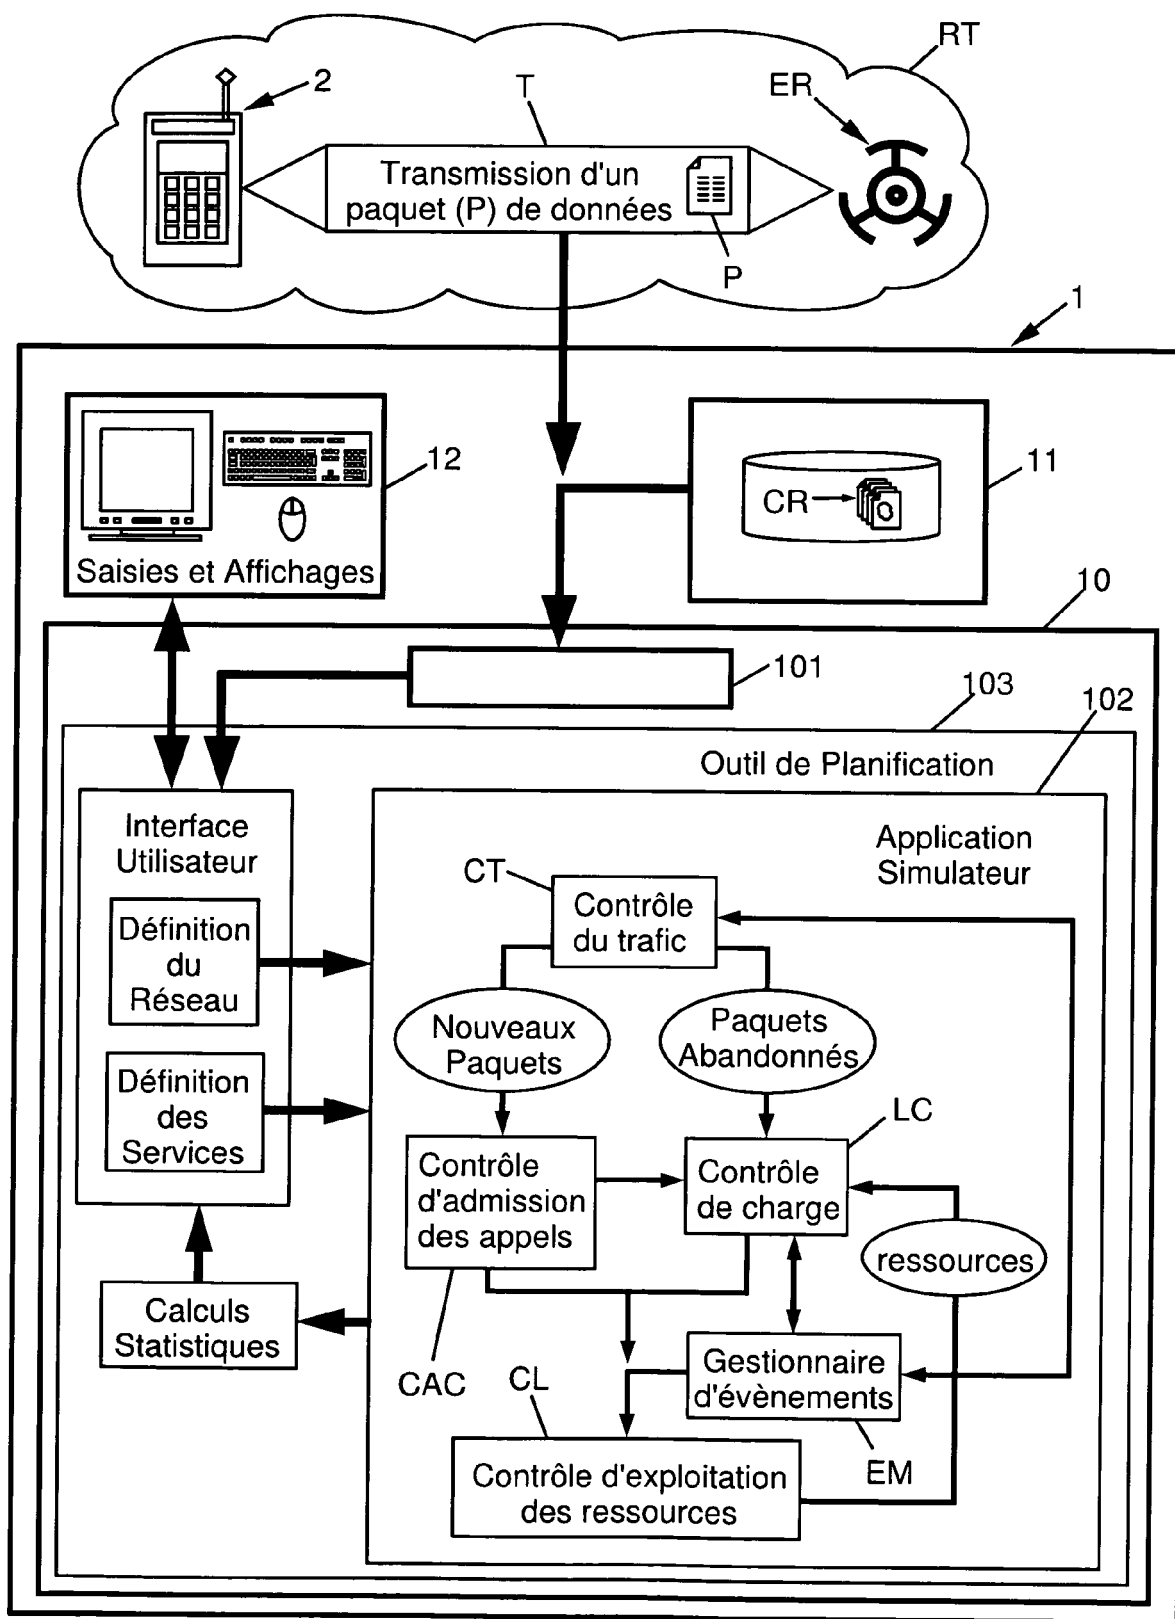 RT
2
T
ER
Transmission d'un
paquet (P) de données
P
1
12
11
CR
Saisies et Affichages
10
101
103
102
Outil de Planification
Interface
Utilisateur
Application
Simulateur
CT
Contrôle
du trafic
Définition
du
Réseau
Nouveaux
Paquets
Paquets
Abandonnés
Définition
des
Services
LC
Contrôle
d'admission
des appels
Contrôle
de charge
ressources
Calculs
Statistiques
CAC
CL
Gestionnaire
d'évènements
EM
Contrôle d'exploitation
des ressources